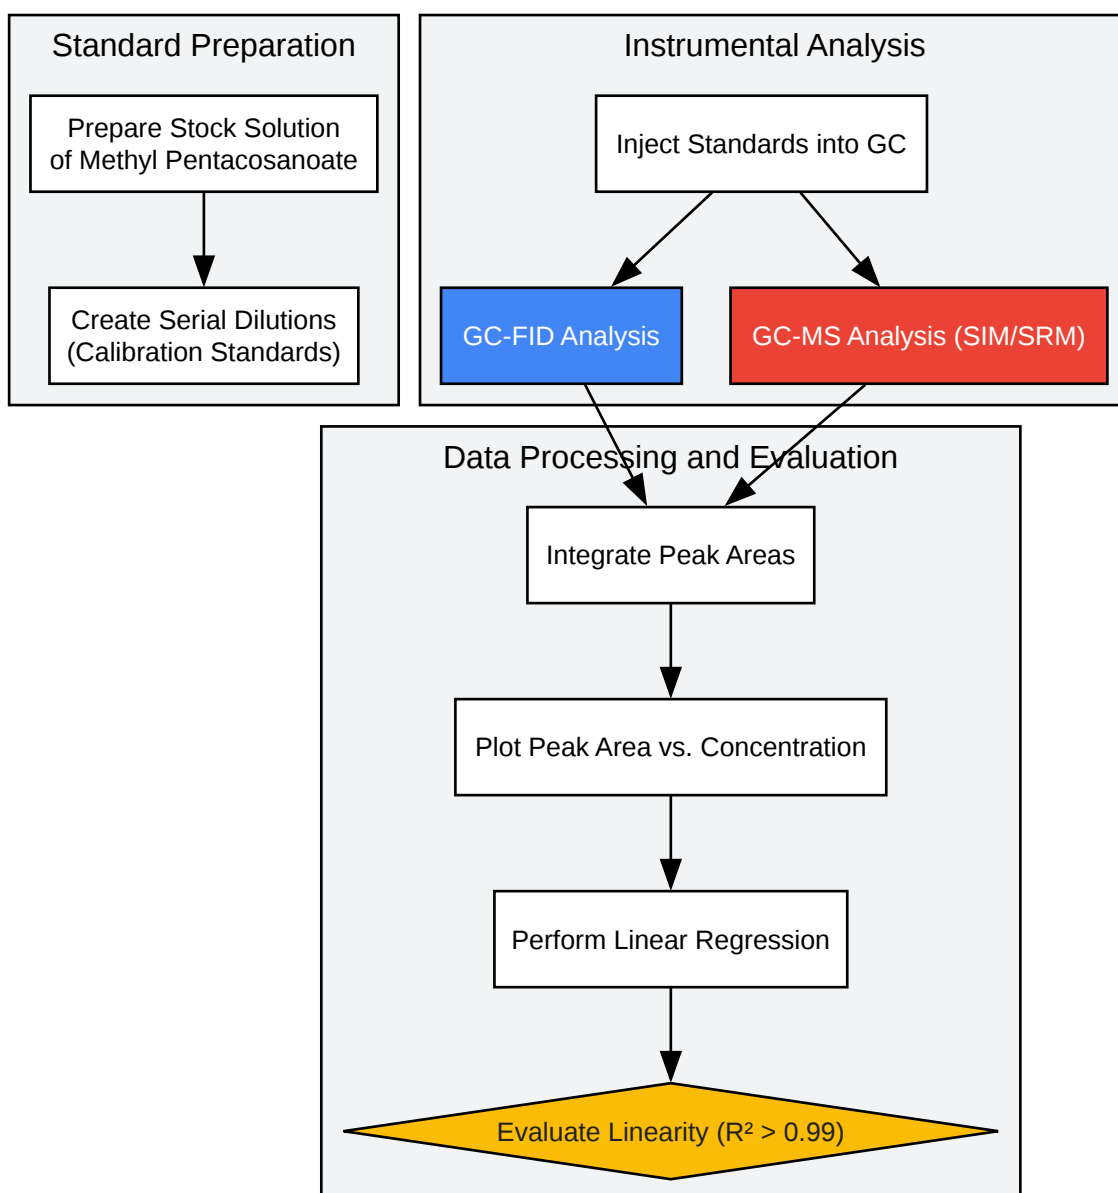 Standard Preparation
Prepare Stock Solution
of Methyl Pentacosanoate
Create Serial Dilutions
(Calibration Standards)
Instrumental Analysis
Inject Standards into GC
GC-FID Analysis
GC-MS Analysis (SIM/SRM)
Data Processing and Evaluation
Integrate Peak Areas
Plot Peak Area vs. Concentration
Perform Linear Regression
Evaluate Linearity (R² > 0.99)